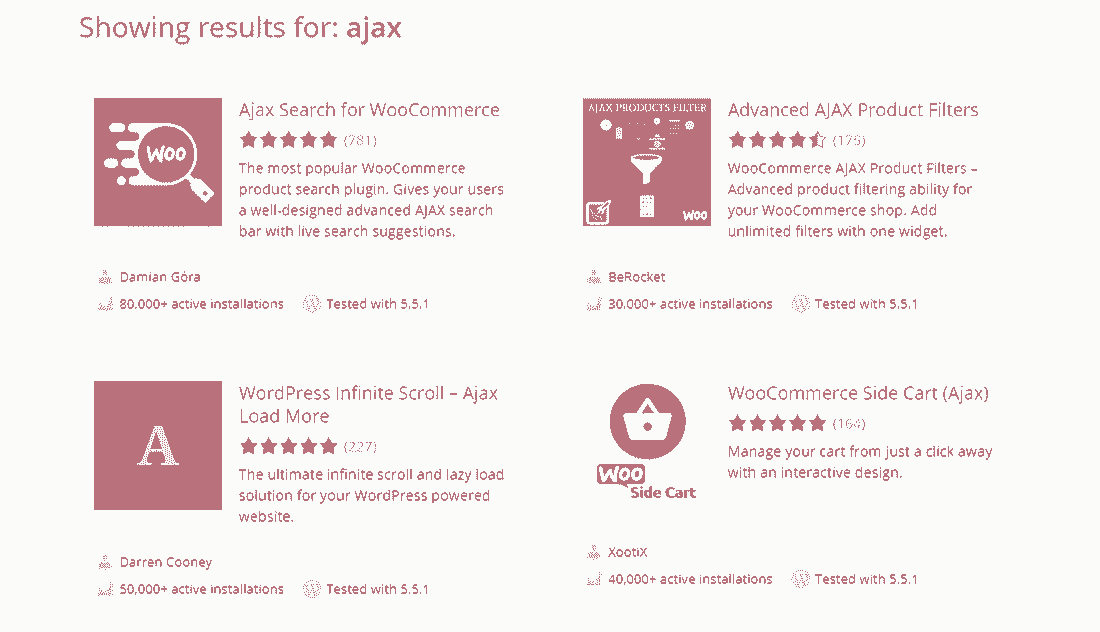 Showing results for: ajax
Woo
Ajax Search for WooCommerce
(781)
The most popular WooCommerce
product search plugin. Gives your users
a well-designed advanced AJAX search
bar with live search suggestions.
Damian Góra
80,000+ active installations Tested with 5.5.1
AJAX PRODUCTS FILTER
WOO
Advanced AJAX Product Filters
(175)
WooCommerce AJAX Product Filters –
Advanced product filtering ability for
your WooCommerce shop. Add
unlimited filters with one widget.
BeRocket
30,000+ active installations Tested with 5.5.1
A
WordPress Infinite Scroll – Ajax
Load More
(227)
The ultimate infinite scroll and lazy load
solution for your WordPress powered
website.
Darren Cooney
50,000+ active installations Tested with 5.5.1
Woo
Side Cart
WooCommerce Side Cart (Ajax)
(164)
Manage your cart from just a click away
with an interactive design.
XootiX
40,000+ active installations Tested with 5.5.1